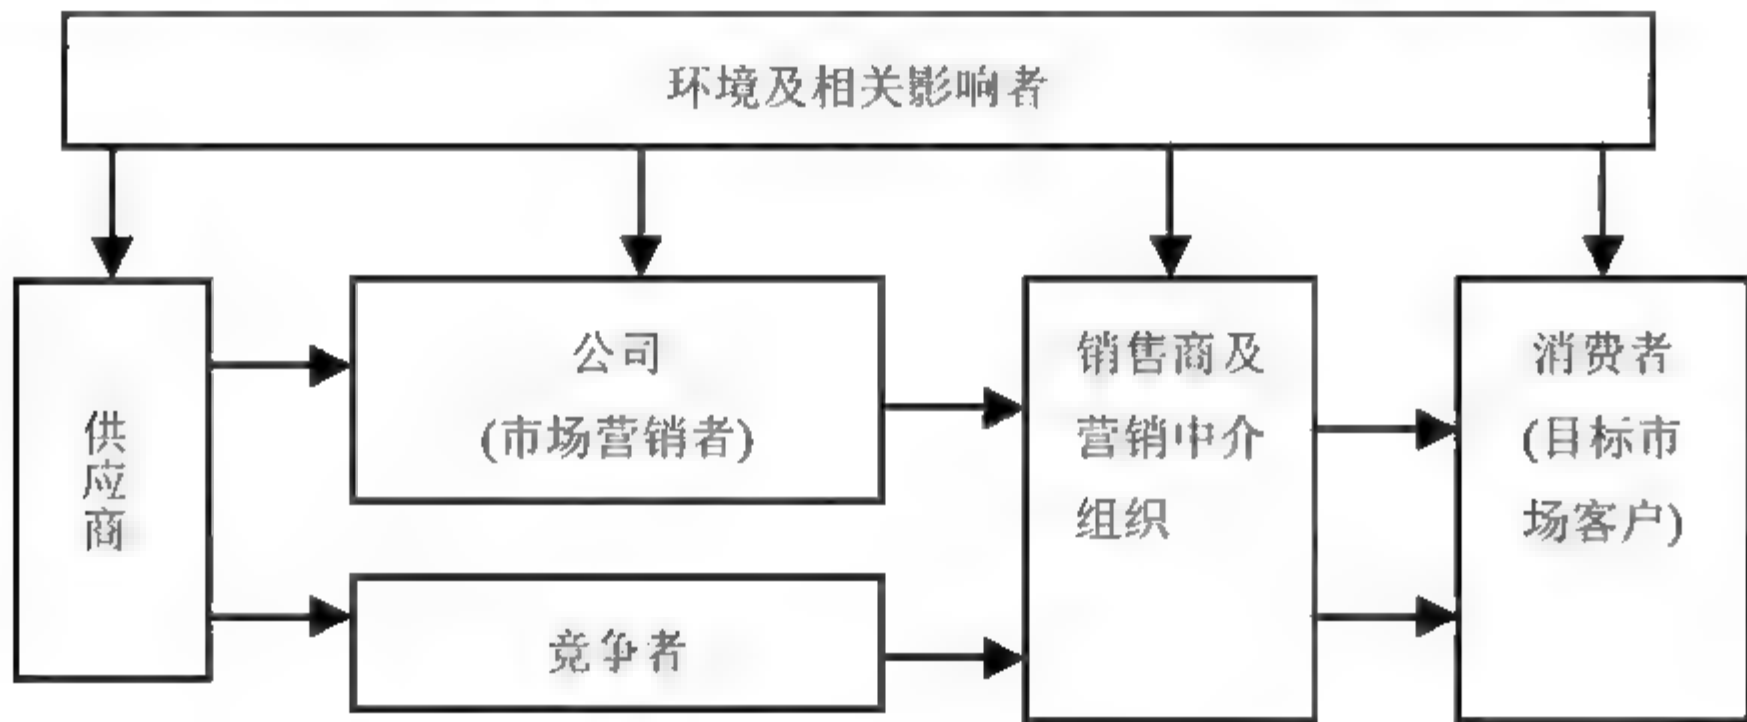 环境及相关影响者
供应商
公司
(市场营销者)
竞争者
销售商及
营销中介
组织
消费者
(目标市
场客户)